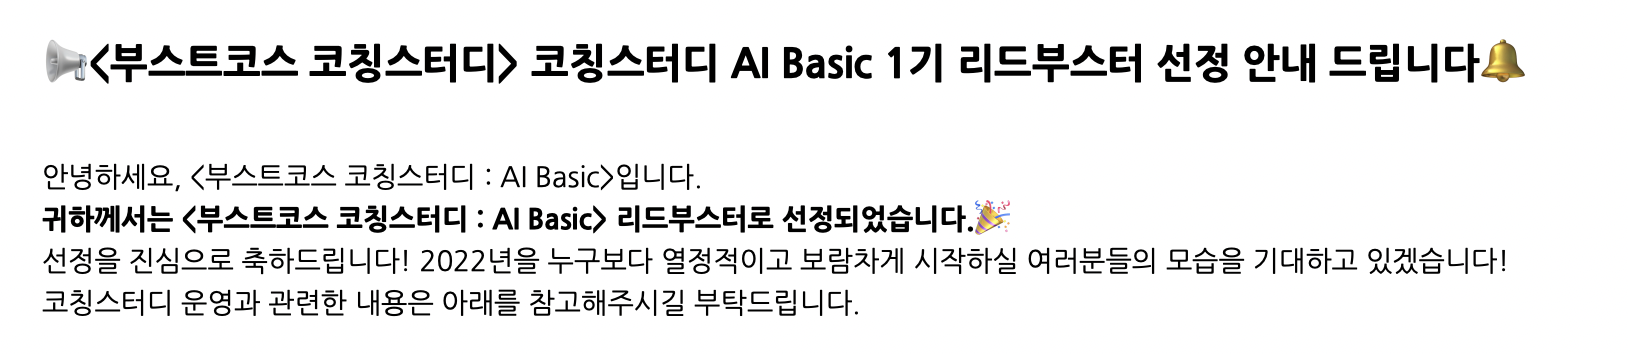 📢<부스트코스 코칭스터디> 코칭스터디 AI Basic 1기 리드부스터 선정 안내 드립니다🔔
안녕하세요, <부스트코스 코칭스터디 : AI Basic>입니다.
귀하께서는 <부스트코스 코칭스터디 : AI Basic> 리드부스터로 선정되었습니다.🎉
선정을 진심으로 축하드립니다! 2022년을 누구보다 열정적이고 보람차게 시작하실 여러분들의 모습을 기대하고 있겠습니다!
코칭스터디 운영과 관련한 내용은 아래를 참고해주시길 부탁드립니다.